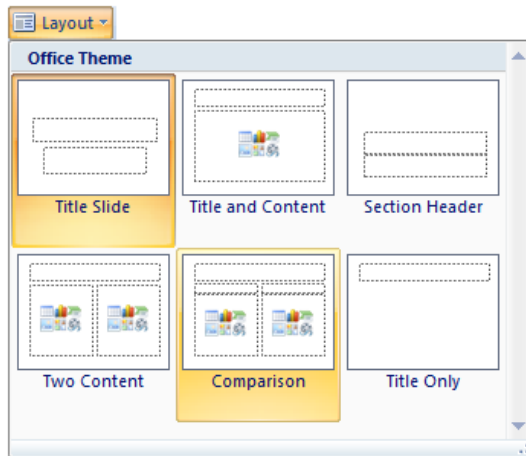 Layout
Office Theme
Title Slide
Title and Content
Section Header
Two Content
Comparison
Title Only